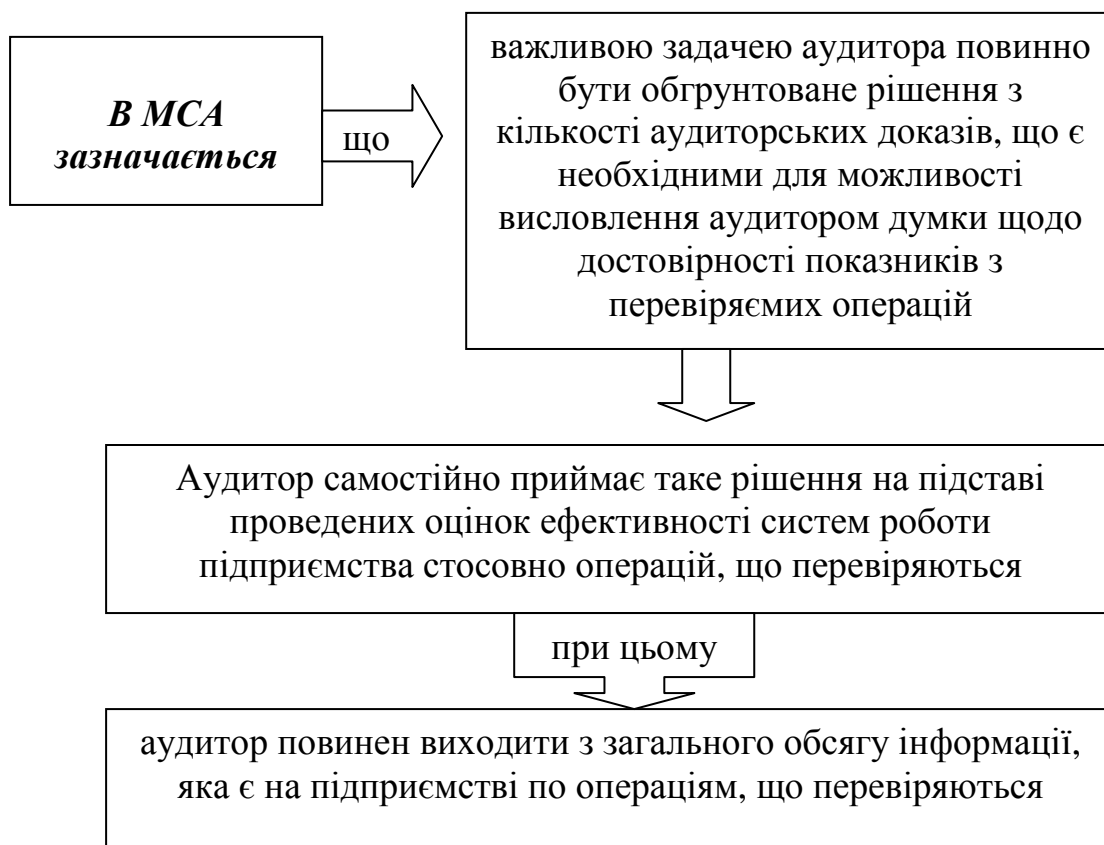 В МСА
зазначається
що
важливою задачею аудитора повинно
бути обгрунтоване рішення з
кількості аудиторських доказів, що є
необхідними для можливості
висловлення аудитором думки щодо
достовірності показників з
перевіряємих операцій
Аудитор самостійно приймає таке рішення на підставі
проведених оцінок ефективності систем роботи
підприємства стосовно операцій, що перевіряються
при цьому
аудитор повинен виходити з загального обсягу інформації,
яка є на підприємстві по операціям, що перевіряються